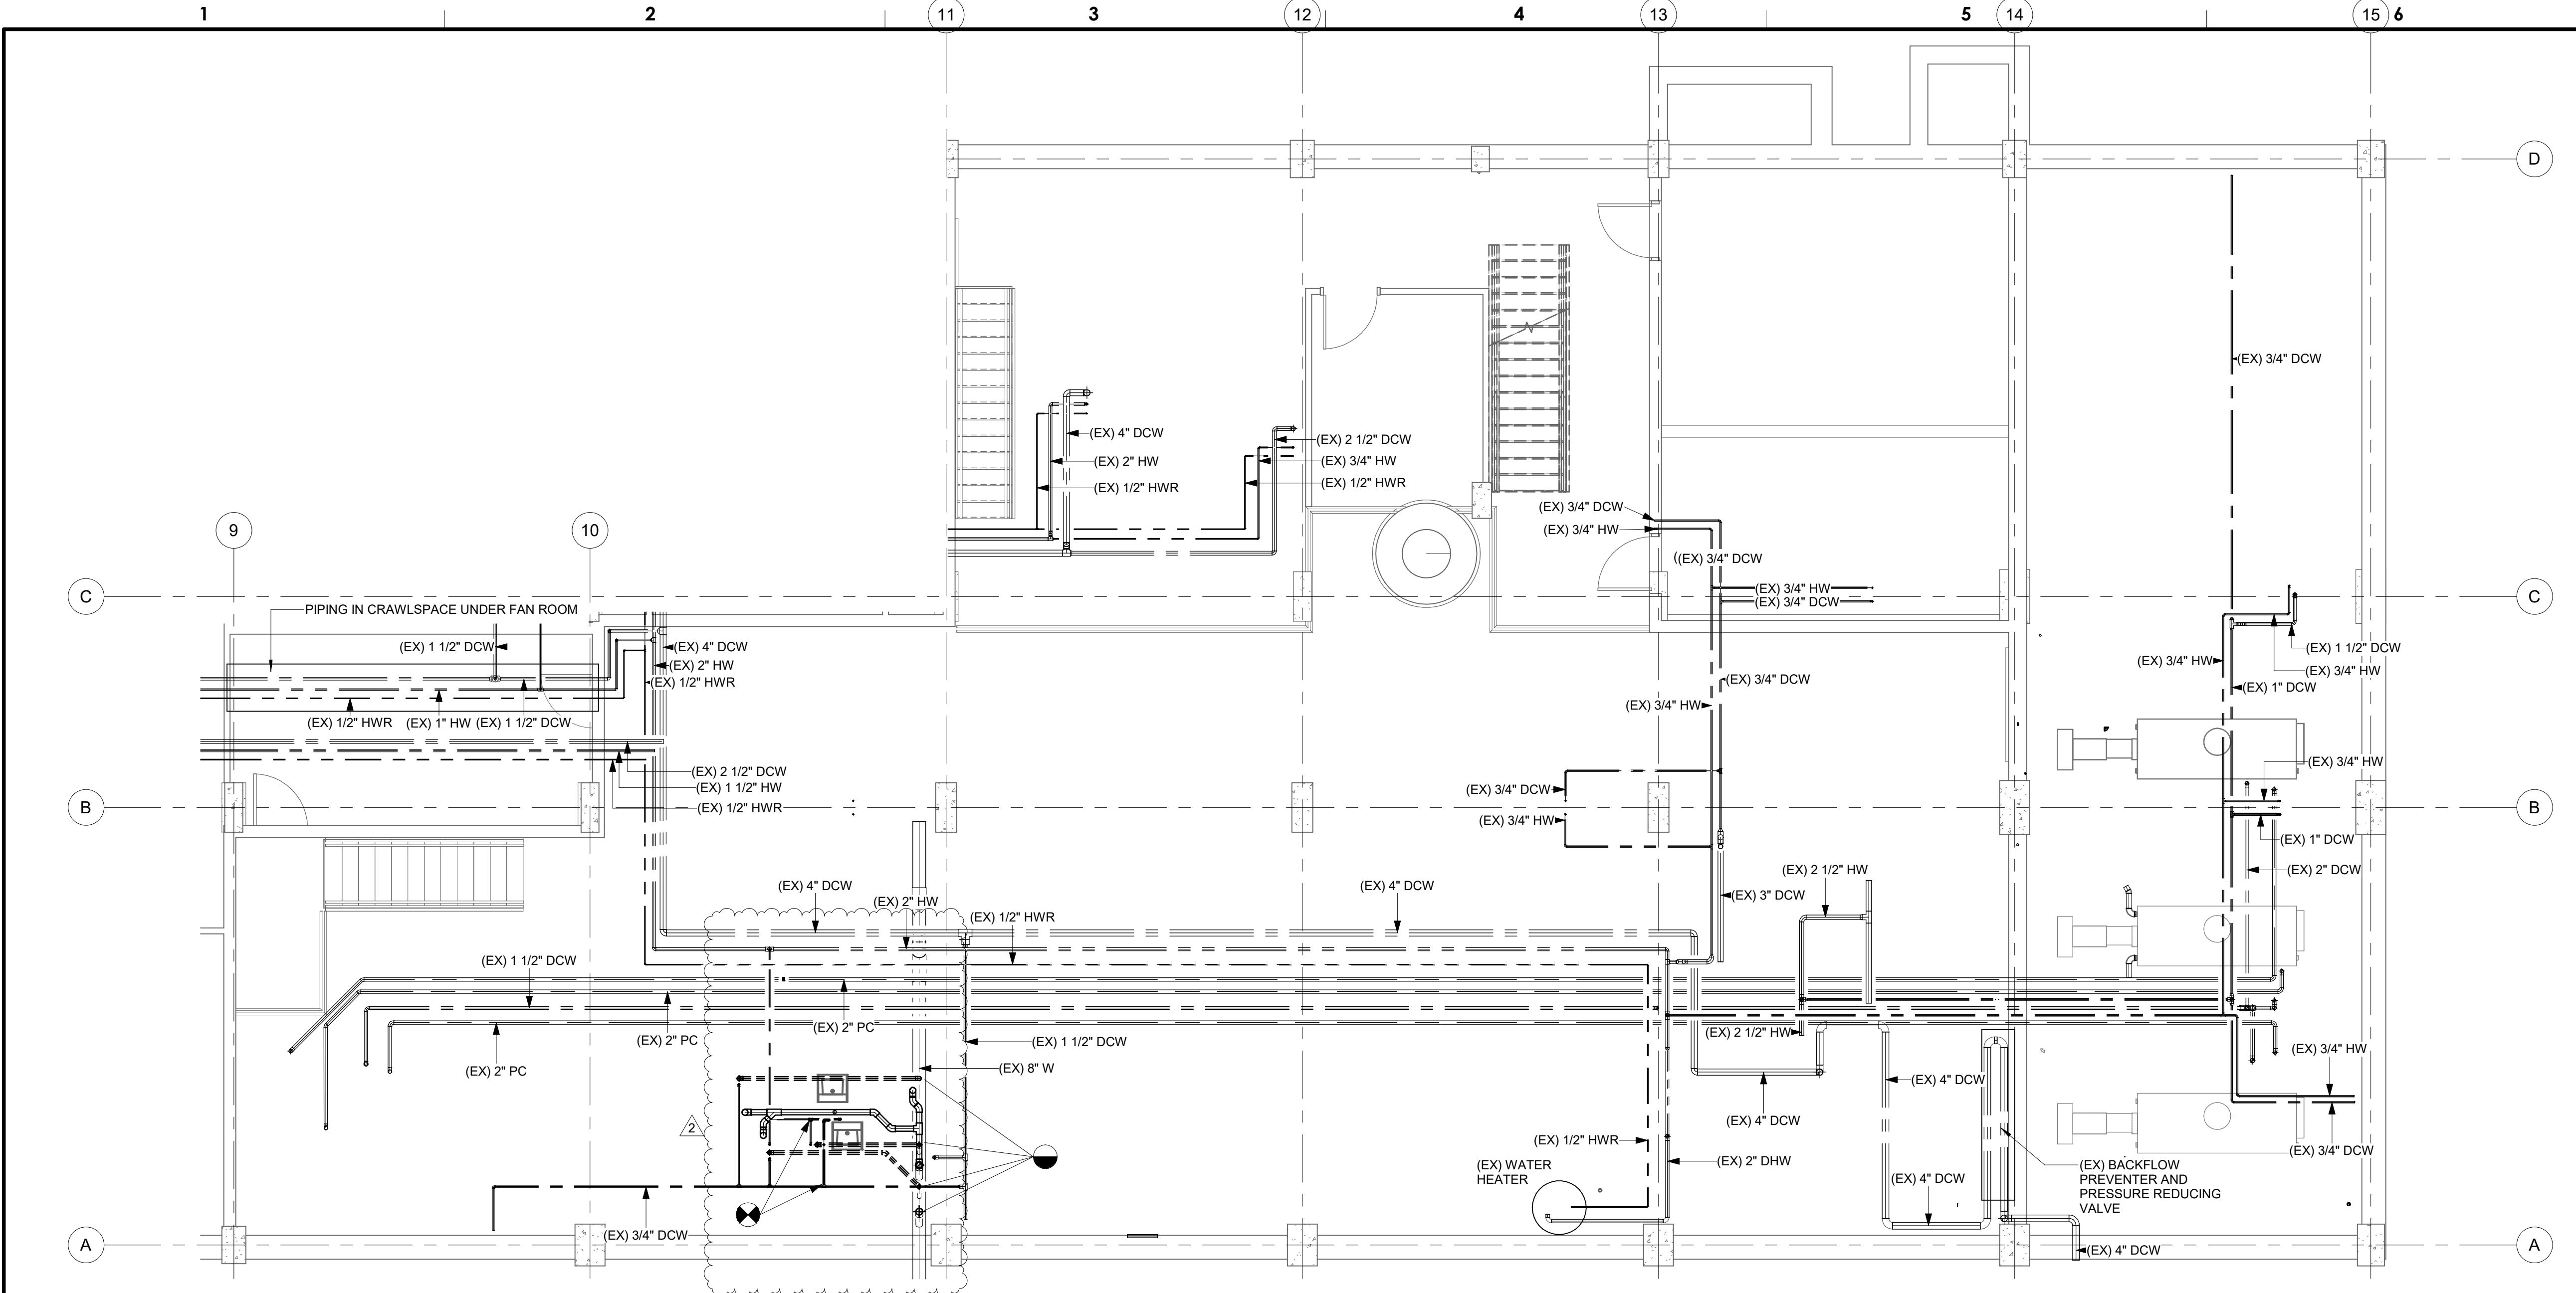 1
2
11
3
12
4
13
5
14
15
6
D
(EX) 3/4" DCW
(EX) 4" DCW
(EX) 2 1/2" DCW
(EX) 2" HW
(EX) 3/4" HW
(EX) 1/2" HWR
(EX) 1/2" HWR
(EX) 3/4" DCW
(EX) 3/4" HW
9
10
((EX) 3/4" DCW
(EX) 3/4" HW
(EX) 3/4" DCW
C
C
PIPING IN CRAWLSPACE UNDER FAN ROOM
(EX) 1 1/2" DCW
(EX) 4" DCW
(EX) 2" HW
(EX) 1/2" HWR
(EX) 1 1/2" DCW
(EX) 3/4" HW
(EX) 3/4" HW
(EX) 1" DCW
(EX) 3/4" DCW
(EX) 3/4" HW
(EX) 1/2" HWR
(EX) 1" HW
(EX) 1 1/2" DCW
(EX) 2 1/2" DCW
(EX) 1 1/2" HW
(EX) 1/2" HWR
(EX) 3/4" HW
(EX) 3/4" DCW
(EX) 3/4" HW
B
B
(EX) 1" DCW
(EX) 2" DCW
(EX) 2 1/2" HW
(EX) 4" DCW
(EX) 2" HW
(EX) 1/2" HWR
(EX) 4" DCW
(EX) 3" DCW
(EX) 1 1/2" DCW
(EX) 2" PC
(EX) 2" PC
(EX) 2" PC
(EX) 1 1/2" DCW
(EX) 8" W
(EX) 2 1/2" HW
(EX) 3/4" HW
(EX) 4" DCW
(EX) 4" DCW
2
(EX) 1/2" HWR
(EX) WATER
HEATER
(EX) 2" DHW
(EX) 4" DCW
(EX) 3/4" DCW
(EX) BACKFLOW
PREVENTER AND
PRESSURE REDUCING
VALVE
(EX) 3/4" DCW
(EX) 4" DCW
A
A